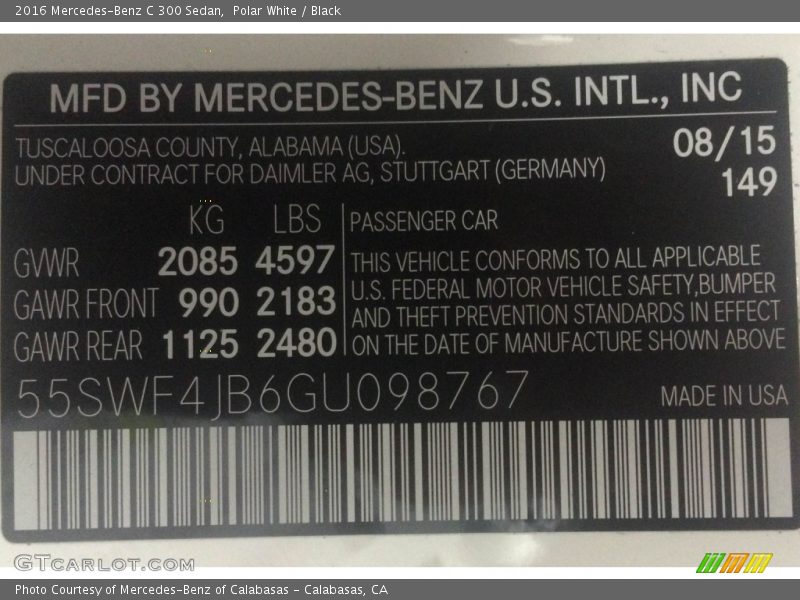 2016 Mercedes-Benz C 300 Sedan, Polar White / Black
MFD BY MERCEDES-BENZ U.S. INTL., INC
TUSCALOOSA COUNTY, ALABAMA (USA). 08/15
UNDER CONTRACT FOR DAIMLER AG, STUTTGART (GERMANY) 149
KG LBS PASSENGER CAR
GVWR 2085 4597 THIS VEHICLE CONFORMS TO ALL APPLICABLE
U.S. FEDERAL MOTOR VEHICLE SAFETY,BUMPER
GAWR FRONT 990 2183 AND THEFT PREVENTION STANDARDS IN EFFECT
GAWR REAR 1125 2480 ON THE DATE OF MANUFACTURE SHOWN ABOVE
55SWF4JB6GU098767 MADE IN USA
GTCARLOT.COM
Photo Courtesy of Mercedes-Benz of Calabasas - Calabasas, CA